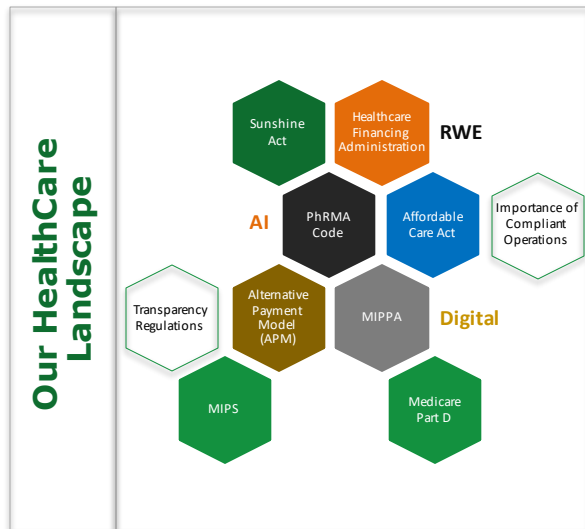 Our HealthCare
Landscape
Sunshine
Act
Healthcare
Financing
Administration
RWE
AI
PhRMA
Code
Affordable
Care Act
Importance of
Compliant
Operations
Transparency
Regulations
Alternative
Payment
Model
(APM)
MIPPA
Digital
MIPS
Medicare
Part D